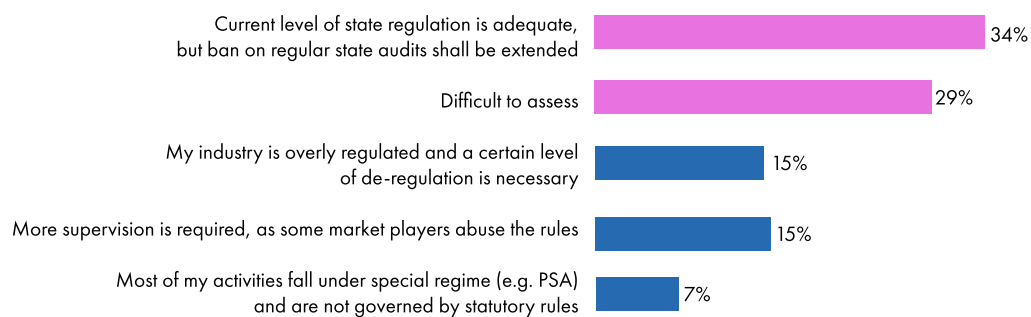 Current level of state regulation is adequate,
but ban on regular state audits shall be extended
34%
Difficult to assess
29%
My industry is overly regulated and a certain level
of de-regulation is necessary
15%
More supervision is required, as some market players abuse the rules
15%
Most of my activities fall under special regime (e.g. PSA)
and are not governed by statutory rules
7%